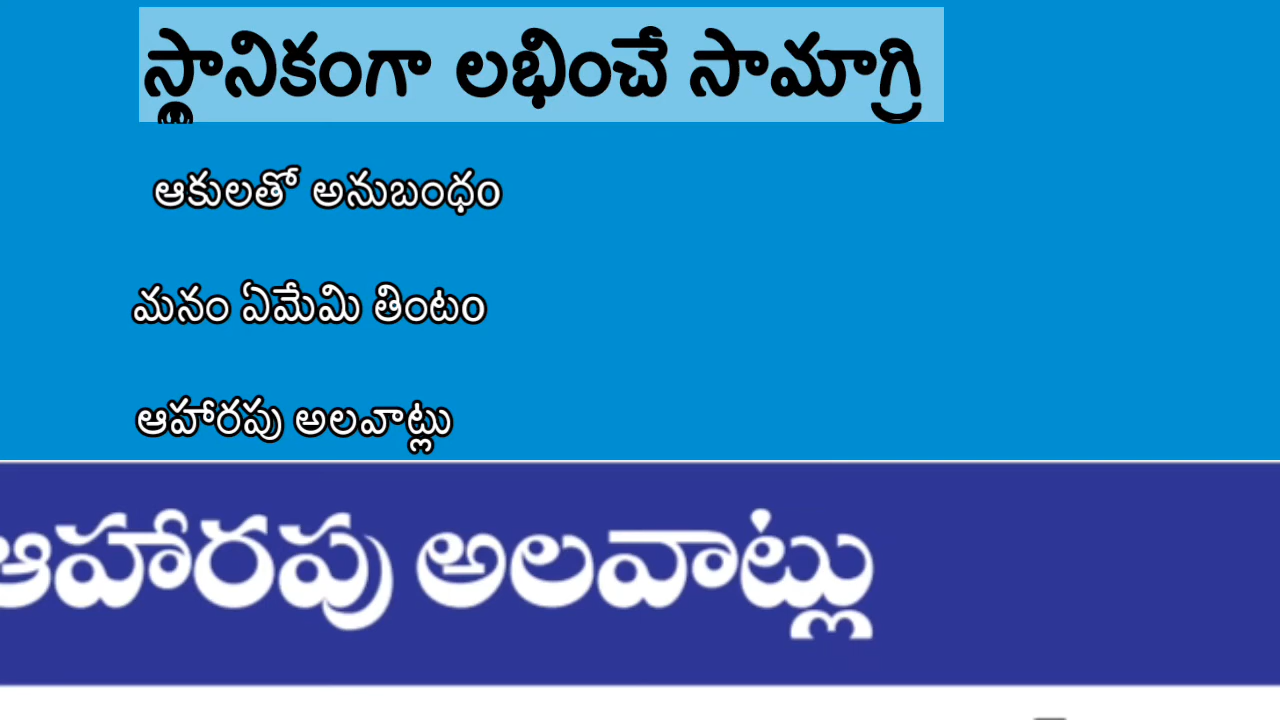 స్థానికంగా లభించే సామాగ్రి
ఆకులతో అనుబంధం
మనం ఏమేమి తింటం
ఆహారపు అలవాట్లు
ఆహారపు అలవాట్లు